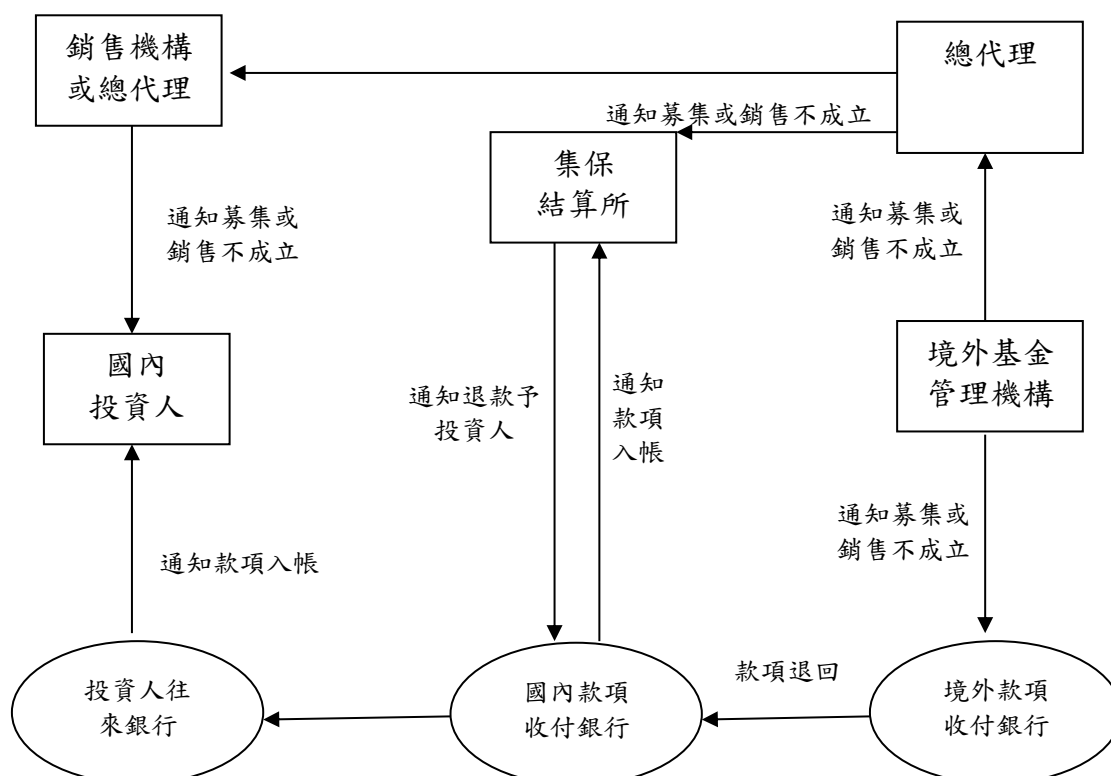 銷售機構
或總代理
總代理
通知募集或銷售不成立
集保
結算所
通知募集或
銷售不成立
通知募集或
銷售不成立
國內
投資人
境外基金
管理機構
通知退款予
投資人
通知
款項
入帳
通知募集或
銷售不成立
通知款項入帳
款項退回
投資人往
來銀行
國內款項
收付銀行
境外款項
收付銀行